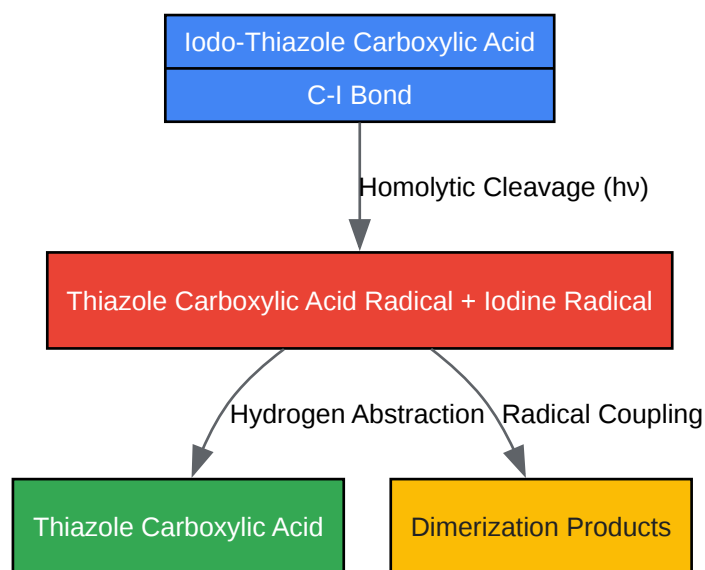 Iodo-Thiazole Carboxylic Acid
C-I Bond
Homolytic Cleavage (hν)
Thiazole Carboxylic Acid Radical + Iodine Radical
Hydrogen Abstraction
Radical Coupling
Thiazole Carboxylic Acid
Dimerization Products